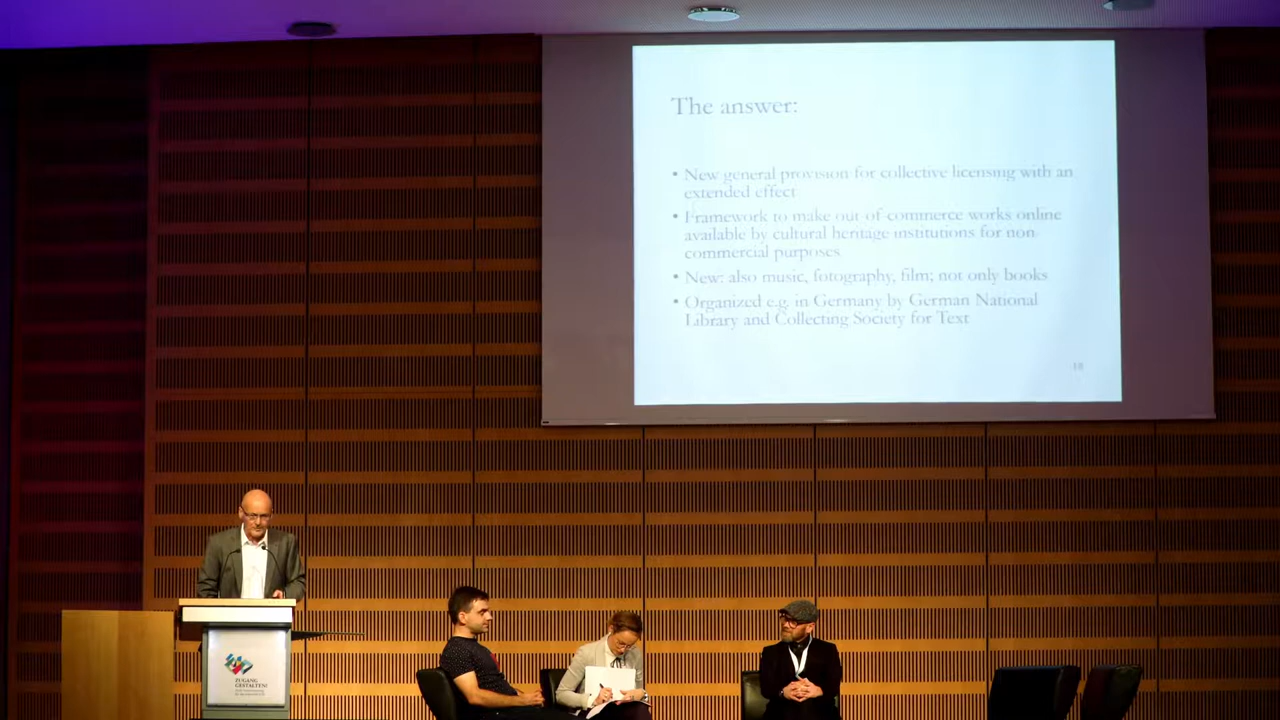 The answer:
• New general provision for collective licensing with an
extended effect
• Framework to make out-of-commerce works online
available by cultural heritage institutions for non-
commercial purposes.
• New: also music, fotography, film; not only books
• Organized e.g. in Germany by German National
Library and Collecting Society for Text
18
ZUGANG
GESTALTEN!